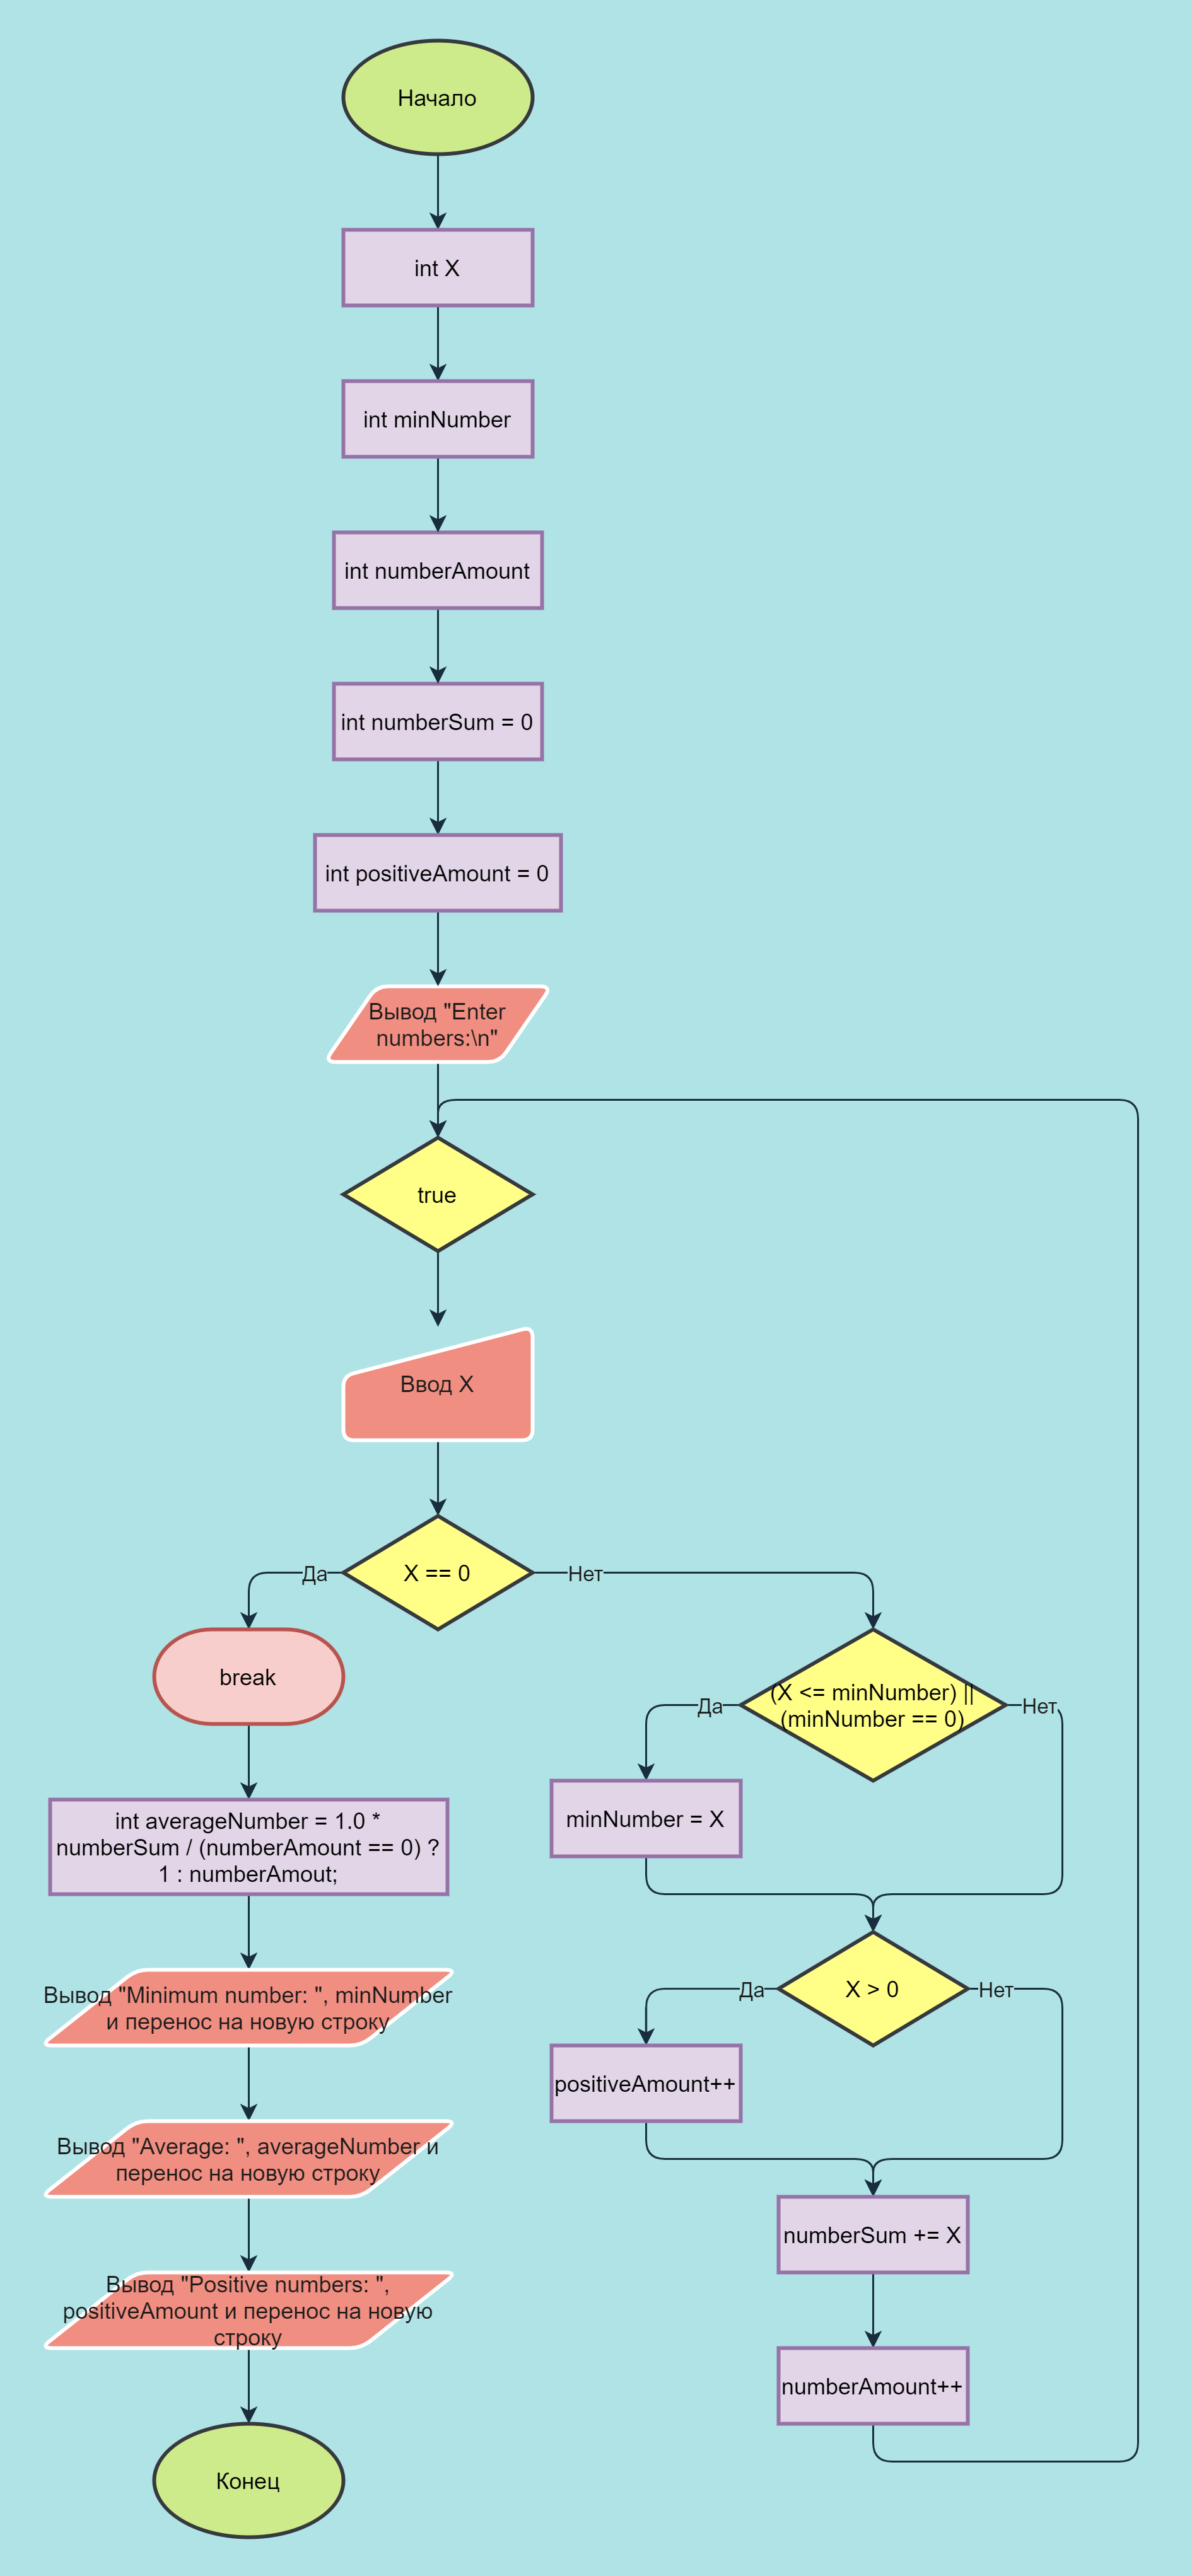 Начало
int X
int minNumber
int numberAmount
int numberSum = 0
int positiveAmount = 0
Вывод "Enter
numbers:\n"
true
Ввод X
X == 0
Да
Нет
break
int averageNumber = 1.0 *
numberSum / (numberAmount == 0) ?
1 : numberAmout;
Вывод "Minimum number: ", minNumber
и перенос на новую строку
Вывод "Average: ", averageNumber и
перенос на новую строку
Вывод "Positive numbers: ",
positiveAmount и перенос на новую
строку
Конец
(X <= minNumber) ||
(minNumber == 0)
Да
Нет
minNumber = X
X > 0
Да
Нет
positiveAmount++
numberSum += X
numberAmount++